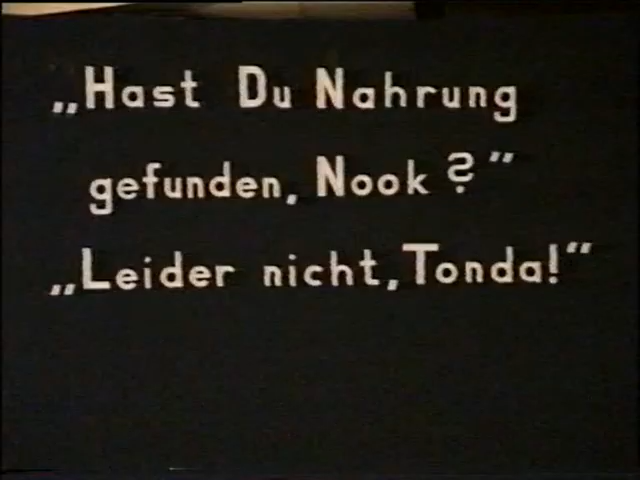 „Hast Du Nahrung
gefunden, Nook?”
„Leider nicht, Tonda!“